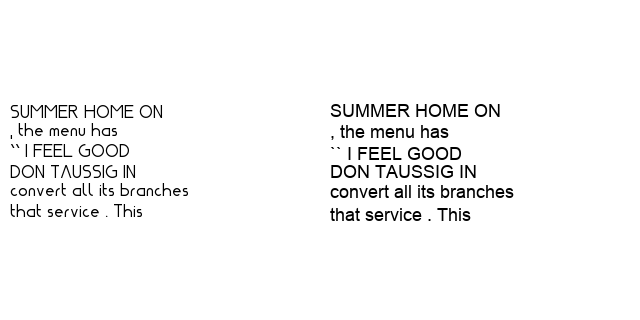 SUMMER HOME ON
, the menu has
`` I FEEL GOOD
DON TAUSSIG IN
convert all its branches
that service . This
SUMMER HOME ON
, the menu has
`` I FEEL GOOD
DON TAUSSIG IN
convert all its branches
that service . This